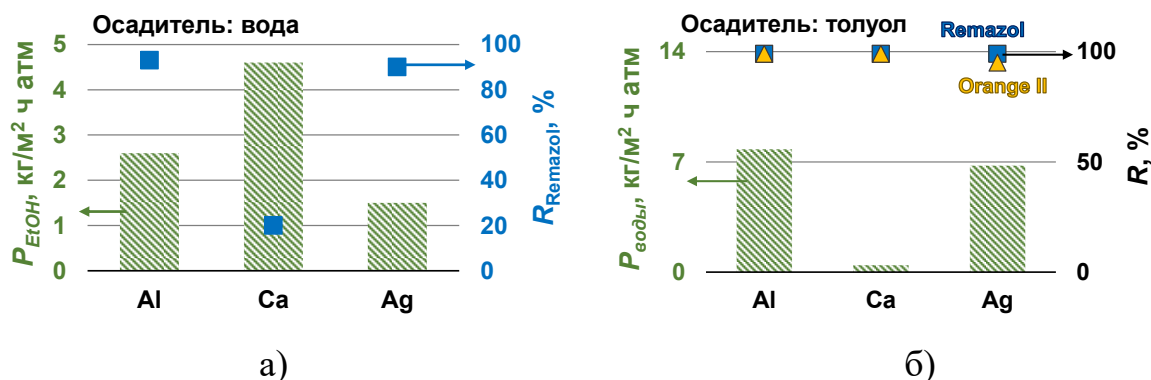 Осадитель: вода
5
4
3
2
1
0
P_EtOH, кг/м² ч атм
100
80
60
40
20
0
R_Remazol, %
Al Ca Ag
а)
Осадитель: толуол
Remazol
Orange II
14
7
0
P_воды, кг/м² ч атм
100
50
0
R, %
Al Ca Ag
б)